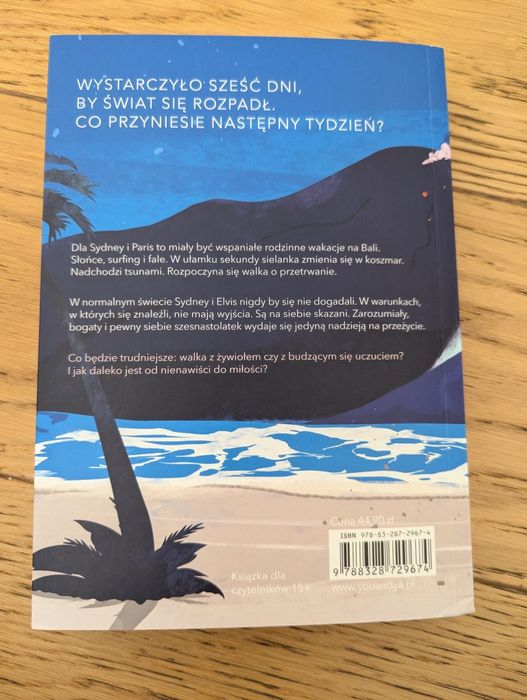 WYSTARCZYŁO SZEŚĆ DNI,
BY ŚWIAT SIĘ ROZPADŁ.
CO PRZYNIESIE NASTĘPNY TYDZIEŃ?
Dla Sydney i Paris to miały być wspaniałe rodzinne wakacje na Bali.
Słońce, surfing i fale. W ułamku sekundy sielanka zmienia się w koszmar.
Nadchodzi tsunami. Rozpoczyna się walka o przetrwanie.
W normalnym świecie Sydney i Elvis nigdy by się nie dogadali. W warunkach,
w których się znaleźli, nie mają wyjścia. Są na siebie skazani. Zarozumiały,
bogaty i pewny siebie szesnastolatek wydaje się jedyną nadzieją na przeżycie.
Co będzie trudniejsze: walka z żywiołem czy z budzącym się uczuciem?
I jak daleko jest od nienawiści do miłości?
Cena 44,90 zł
ISBN 978-83-287-2967-4
9 788328 729674
Książka dla
czytelników 15+
www.youandya.pl